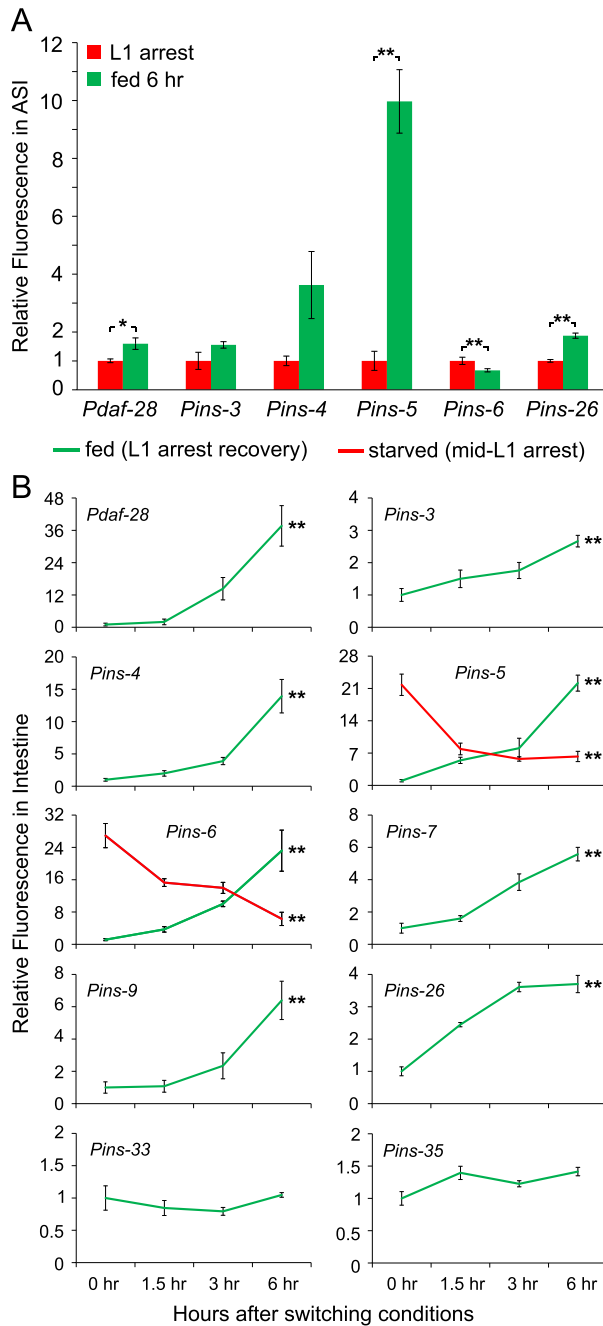 A
Relative Fluorescence in ASI
L1 arrest
fed 6 hr
12
10
8
6
4
2
1
0
*
**
**
**
Pdaf-28
Pins-3
Pins-4
Pins-5
Pins-6
Pins-26
fed (L1 arrest recovery)
starved (mid-L1 arrest)
B
Relative Fluorescence in Intestine
Pdaf-28
48
36
24
12
0
**
Pins-3
4
3
2
1
0
**
Pins-4
20
15
10
5
0
**
Pins-5
28
21
14
7
0
**
**
Pins-6
32
24
16
8
0
**
**
Pins-7
8
6
4
2
0
**
Pins-9
8
6
4
2
0
**
Pins-26
4
3
2
1
0
**
Pins-33
2
1.5
1
0.5
0
Pins-35
2
1.5
1
0.5
0
0 hr 1.5 hr 3 hr 6 hr
0 hr 1.5 hr 3 hr 6 hr
Hours after switching conditions